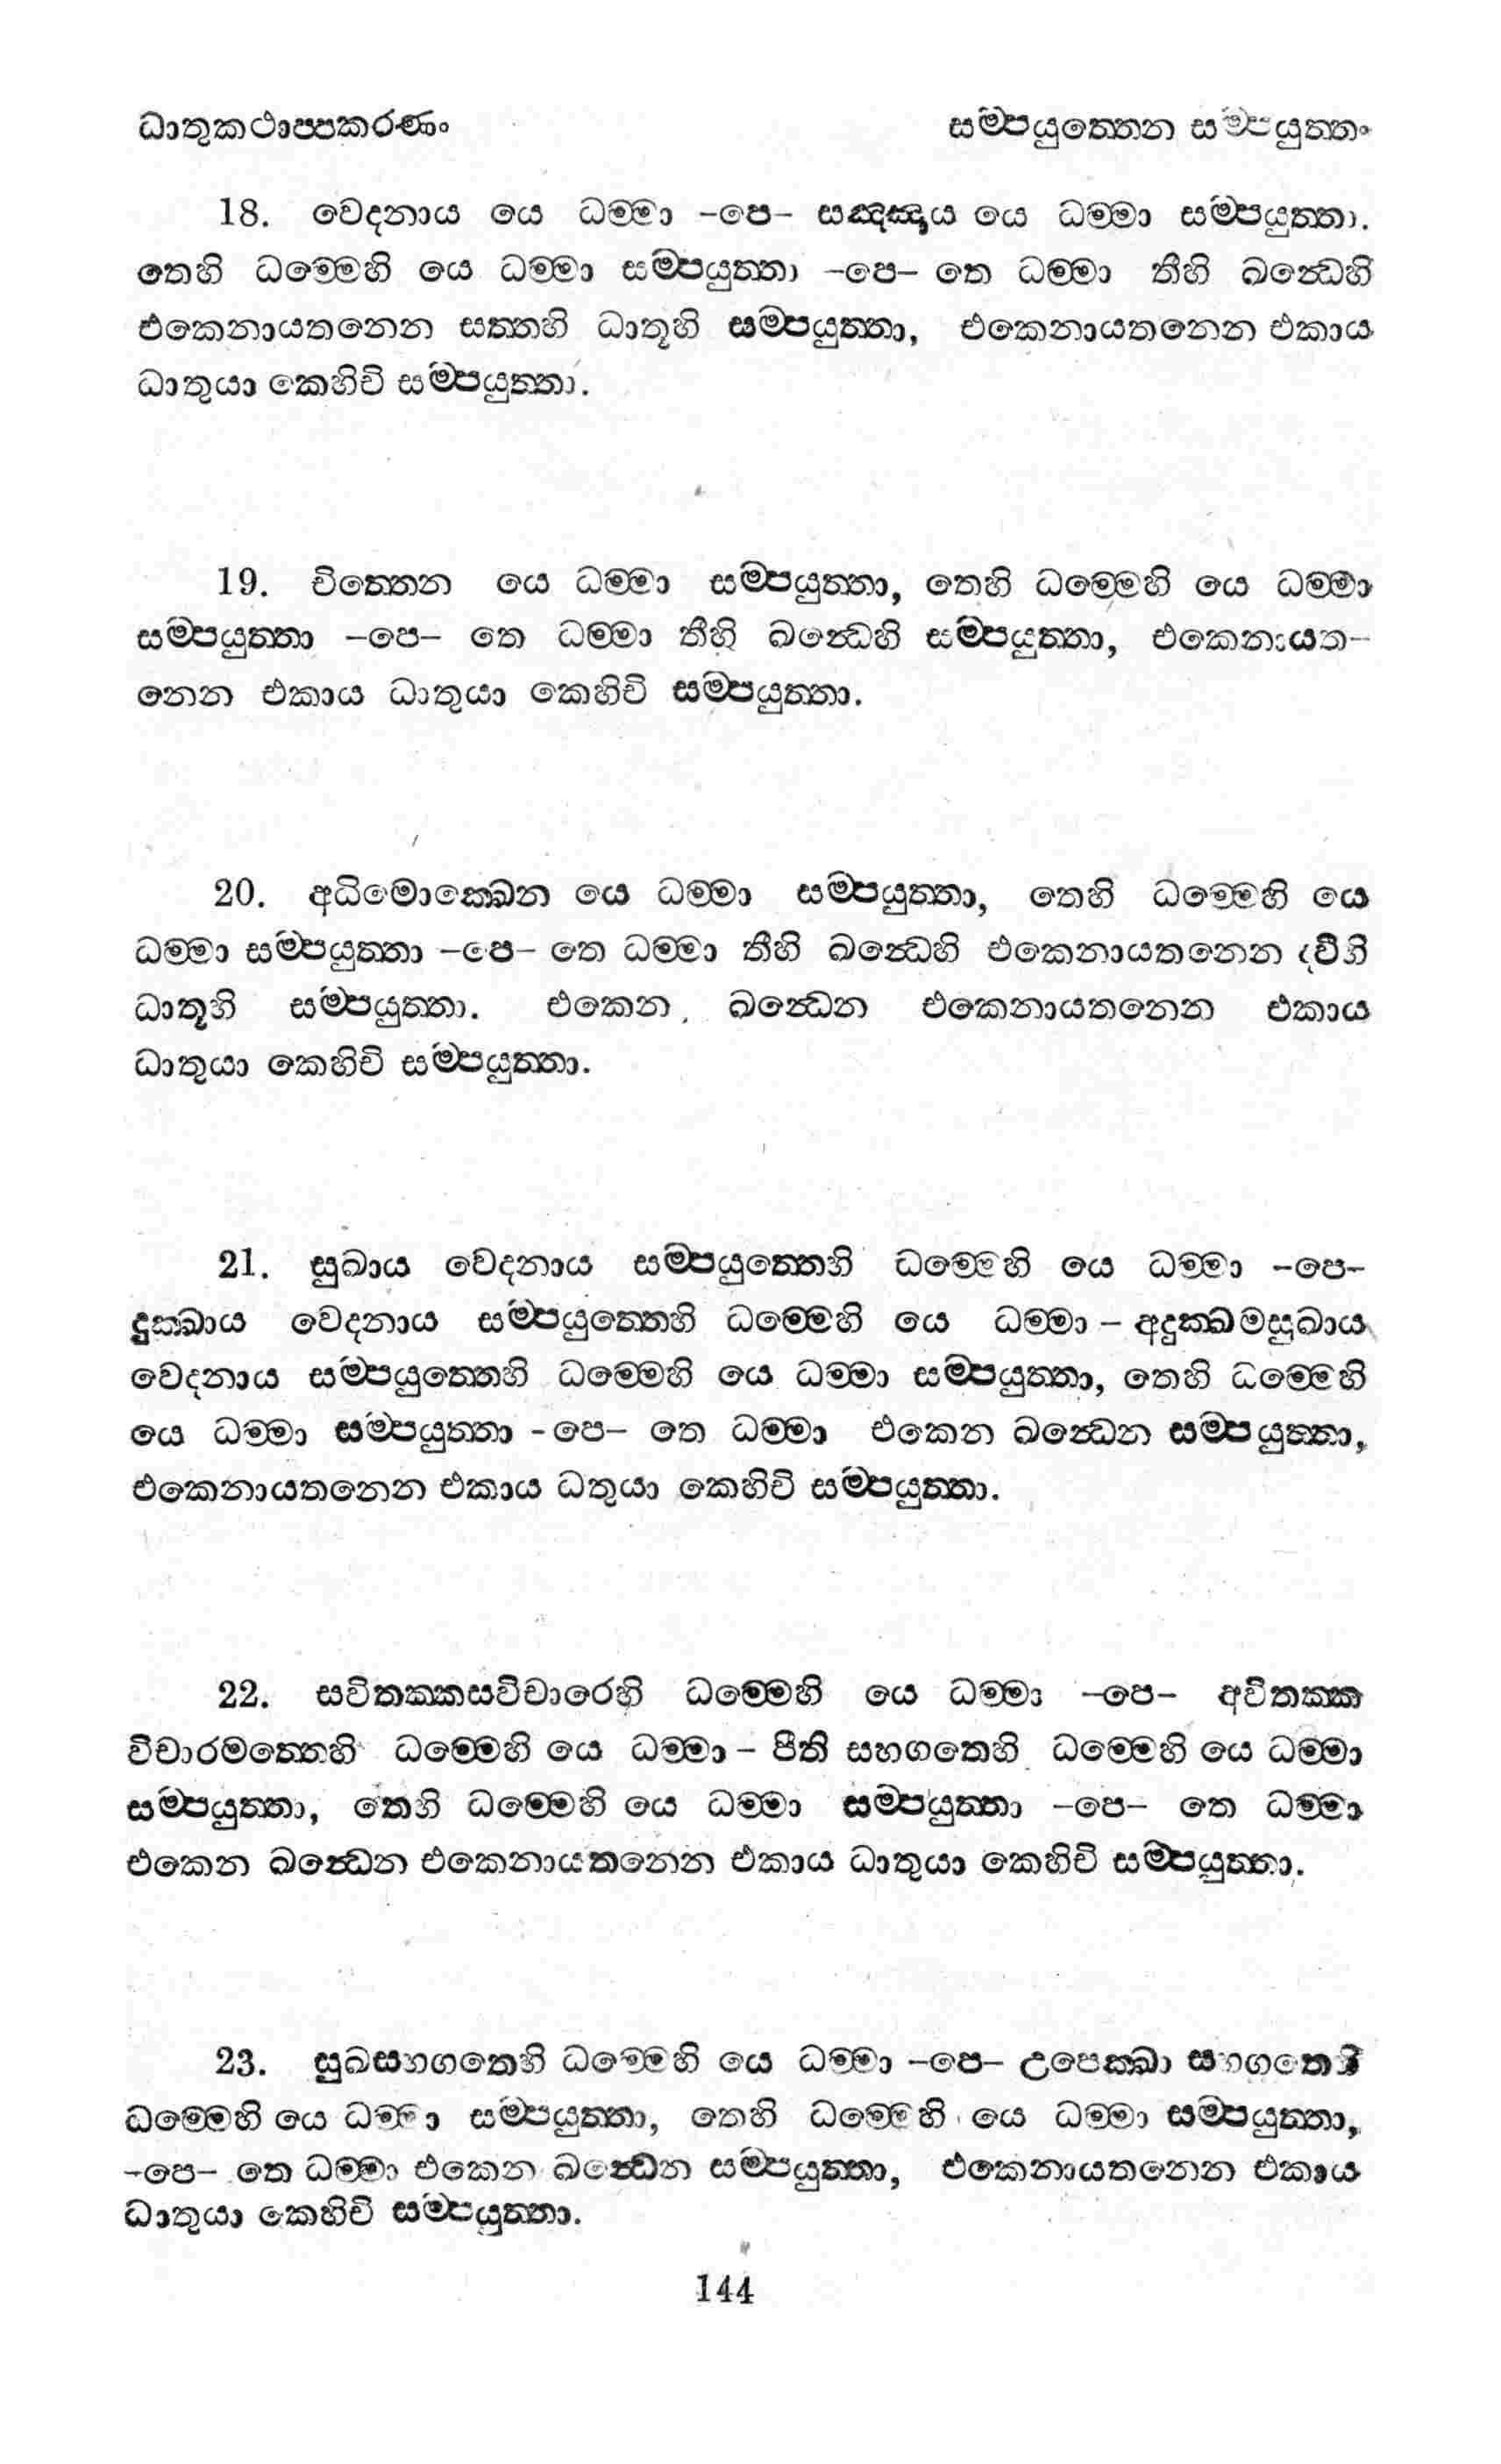 ධාතුකථාප්පකරණං සම්පයුත්තෙන සම්පයුත්තං
18. වෙදනාය යෙ ධම්මා -පෙ- සඤ්ඤය යෙ ධම්මා සම්පයුත්තා.
තෙහි ධම්මෙහි යෙ ධම්මා සම්පයුත්තා -පෙ- තෙ ධම්මා තීහි ඛන්ධෙහි
එකෙනායතනෙන සත්තහි ධාතූහි සම්පයුත්තා, එකෙනායතනෙන එකාය
ධාතුයා කෙහිචි සම්පයුත්තා.
19. චිත්තෙන යෙ ධම්මා සම්පයුත්තා, තෙහි ධම්මෙහි යෙ ධම්මා
සම්පයුත්තා -පෙ- තෙ ධම්මා තීහි ඛන්ධෙහි සම්පයුත්තා, එකෙනායත-
නෙන එකාය ධාතුයා කෙහිචි සම්පයුත්තා.
20. අධිමොක්ඛෙන යෙ ධම්මා සම්පයුත්තා, තෙහි ධම්මෙහි යෙ
ධම්මා සම්පයුත්තා -පෙ- තෙ ධම්මා තීහි ඛන්ධෙහි එකෙනායතනෙන ද්වීහි
ධාතූහි සම්පයුත්තා. එකෙන ඛන්ධෙන එකෙනායතනෙන එකාය
ධාතුයා කෙහිචි සම්පයුත්තා.
21. සුඛාය වෙදනාය සම්පයුත්තෙහි ධම්මෙහි යෙ ධම්මා -පෙ-
දුක්ඛාය වෙදනාය සම්පයුත්තෙහි ධම්මෙහි යෙ ධම්මා - අදුක්ඛමසුඛාය
වෙදනාය සම්පයුත්තෙහි ධම්මෙහි යෙ ධම්මා සම්පයුත්තා, තෙහි ධම්මෙහි
යෙ ධම්මා සම්පයුත්තා -පෙ- තෙ ධම්මා එකෙන ඛන්ධෙන සම්පයුත්තා,
එකෙනායතනෙන එකාය ධතුයා කෙහිචි සම්පයුත්තා.
22. සවිතක්කසවිචාරෙහි ධම්මෙහි යෙ ධම්මා -පෙ- අවිතක්ක
විචාරමත්තෙහි ධම්මෙහි යෙ ධම්මා - පීති සහගතෙහි ධම්මෙහි යෙ ධම්මා
සම්පයුත්තා, තෙහි ධම්මෙහි යෙ ධම්මා සම්පයුත්තා -පෙ- තෙ ධම්මා
එකෙන ඛන්ධෙන එකෙනායතනෙන එකාය ධාතුයා කෙහිචි සම්පයුත්තා.
23. සුඛසහගතෙහි ධම්මෙහි යෙ ධම්මා -පෙ- උපෙක්ඛා සහගතෙහි
ධම්මෙහි යෙ ධම්මා සම්පයුත්තා, තෙහි ධම්මෙහි යෙ ධම්මා සම්පයුත්තා,
-පෙ- තෙ ධම්මා එකෙන ඛන්ධෙන සම්පයුත්තා, එකෙනායතනෙන එකාය
ධාතුයා කෙහිචි සම්පයුත්තා.
144